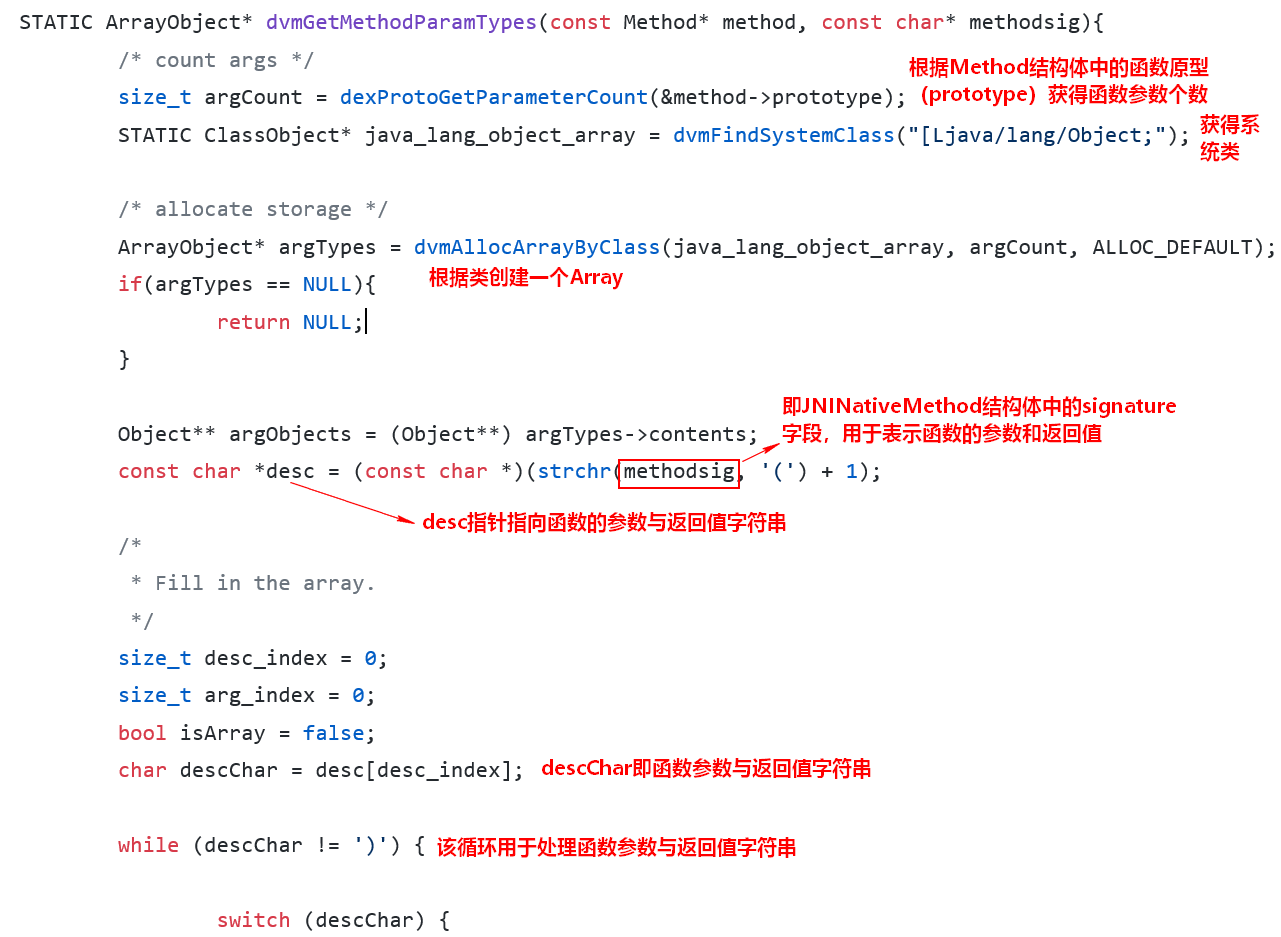 STATIC ArrayObject* dvmGetMethodParamTypes(const Method* method, const char* methodsig){
/* count args */
根据Method结构体中的函数原型
size_t argCount = dexProtoGetParameterCount(&method->prototype);
（prototype）获得函数参数个数
STATIC ClassObject* java_lang_object_array = dvmFindSystemClass("[Ljava/lang/Object;");
获得系
统类
/* allocate storage */
ArrayObject* argTypes = dvmAllocArrayByClass(java_lang_object_array, argCount, ALLOC_DEFAULT);
根据类创建一个Array
if(argTypes == NULL){
return NULL;
}
即JNINativeMethod结构体中的signature
字段，用于表示函数的参数和返回值
Object** argObjects = (Object**) argTypes->contents;
const char *desc = (const char *)(strchr(methodsig, '(') + 1);
desc指针指向函数的参数与返回值字符串
/*
* Fill in the array.
*/
size_t desc_index = 0;
size_t arg_index = 0;
bool isArray = false;
char descChar = desc[desc_index];
descChar即函数参数与返回值字符串
while (descChar != ')') {
该循环用于处理函数参数与返回值字符串
switch (descChar) {